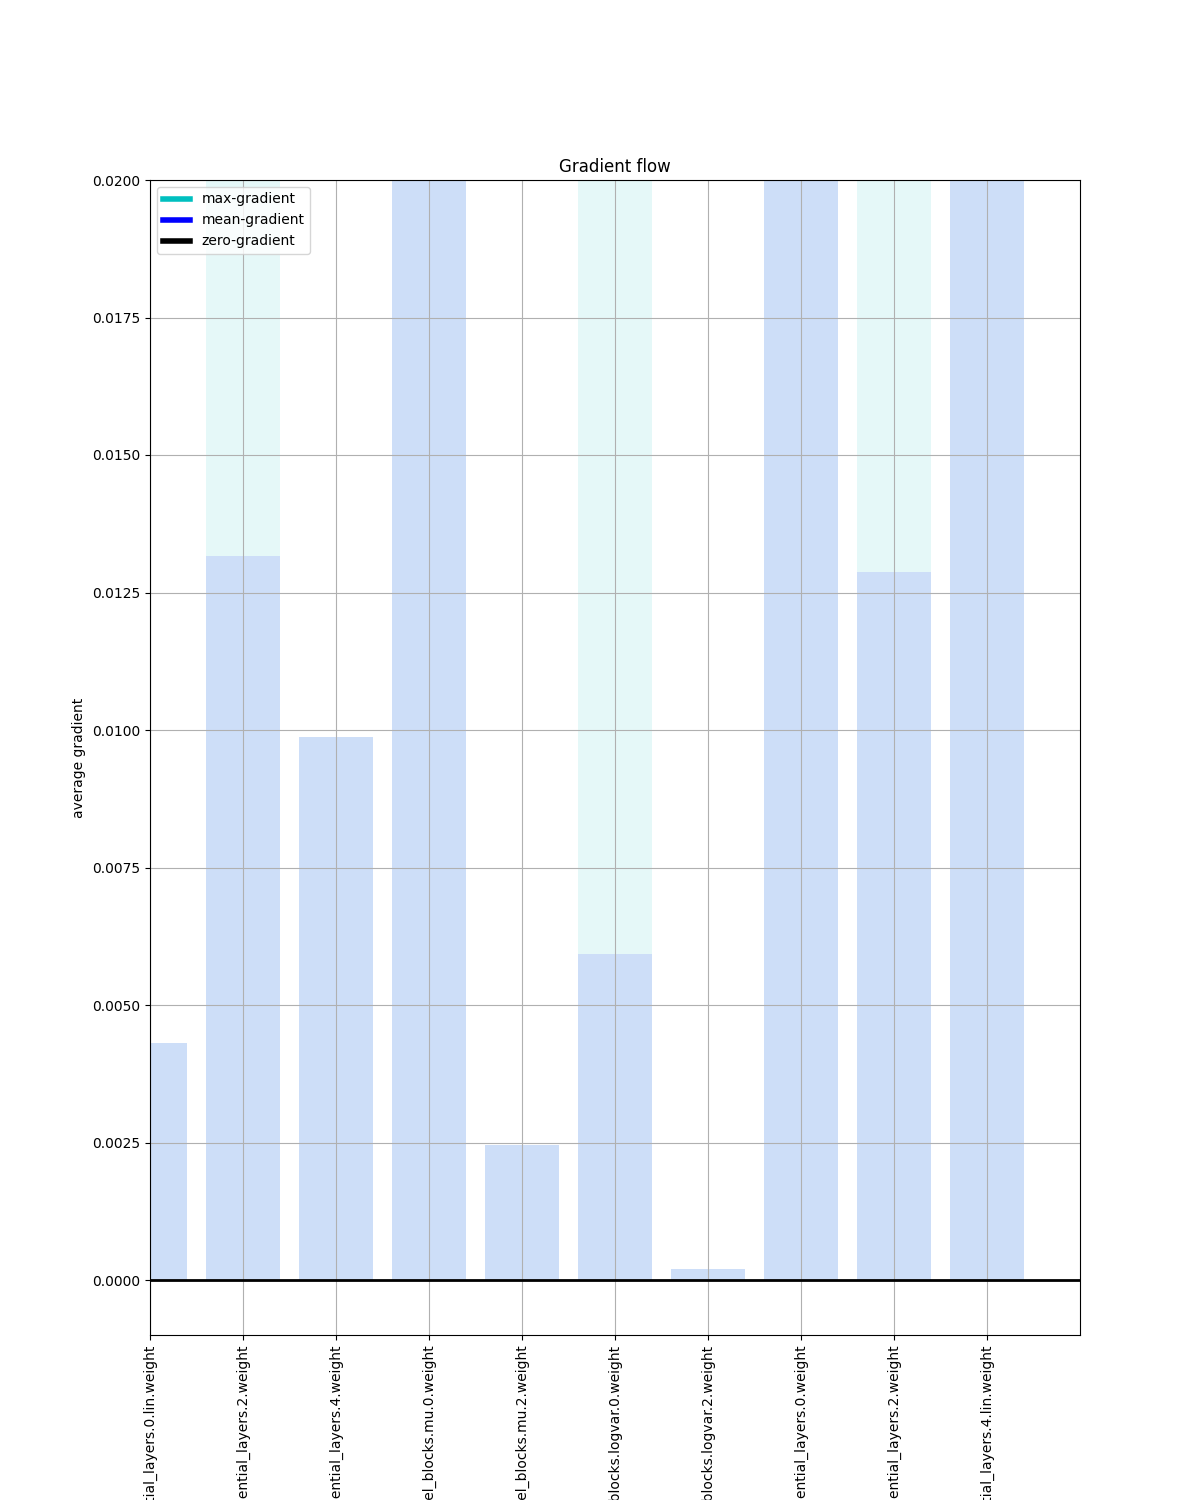 Gradient flow
max-gradient
mean-gradient
zero-gradient
0.0200
0.0175
0.0150
0.0125
0.0100
0.0075
0.0050
0.0025
0.0000
average gradient
tial_layers.0.lin.weight
ential_layers.2.weight
ential_layers.4.weight
el_blocks.mu.0.weight
el_blocks.mu.2.weight
blocks.logvar.0.weight
blocks.logvar.2.weight
ential_layers.0.weight
ential_layers.2.weight
tial_layers.4.lin.weight